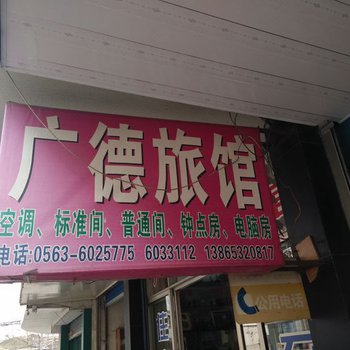 广德旅馆
空调、标准间、普通间、钟点房、电脑房
电话:0563-6025775 6033112 13865320817
公用电话